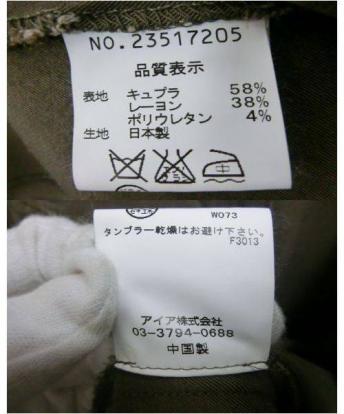 NO.23517205
品質表示
表地 キュプラ 58%
レーヨン 38%
ポリウレタン 4%
生地 日本製
W073
タンブラー乾燥はお避け下さい。
F3013
アイア株式会社
03-3794-0688
中国製